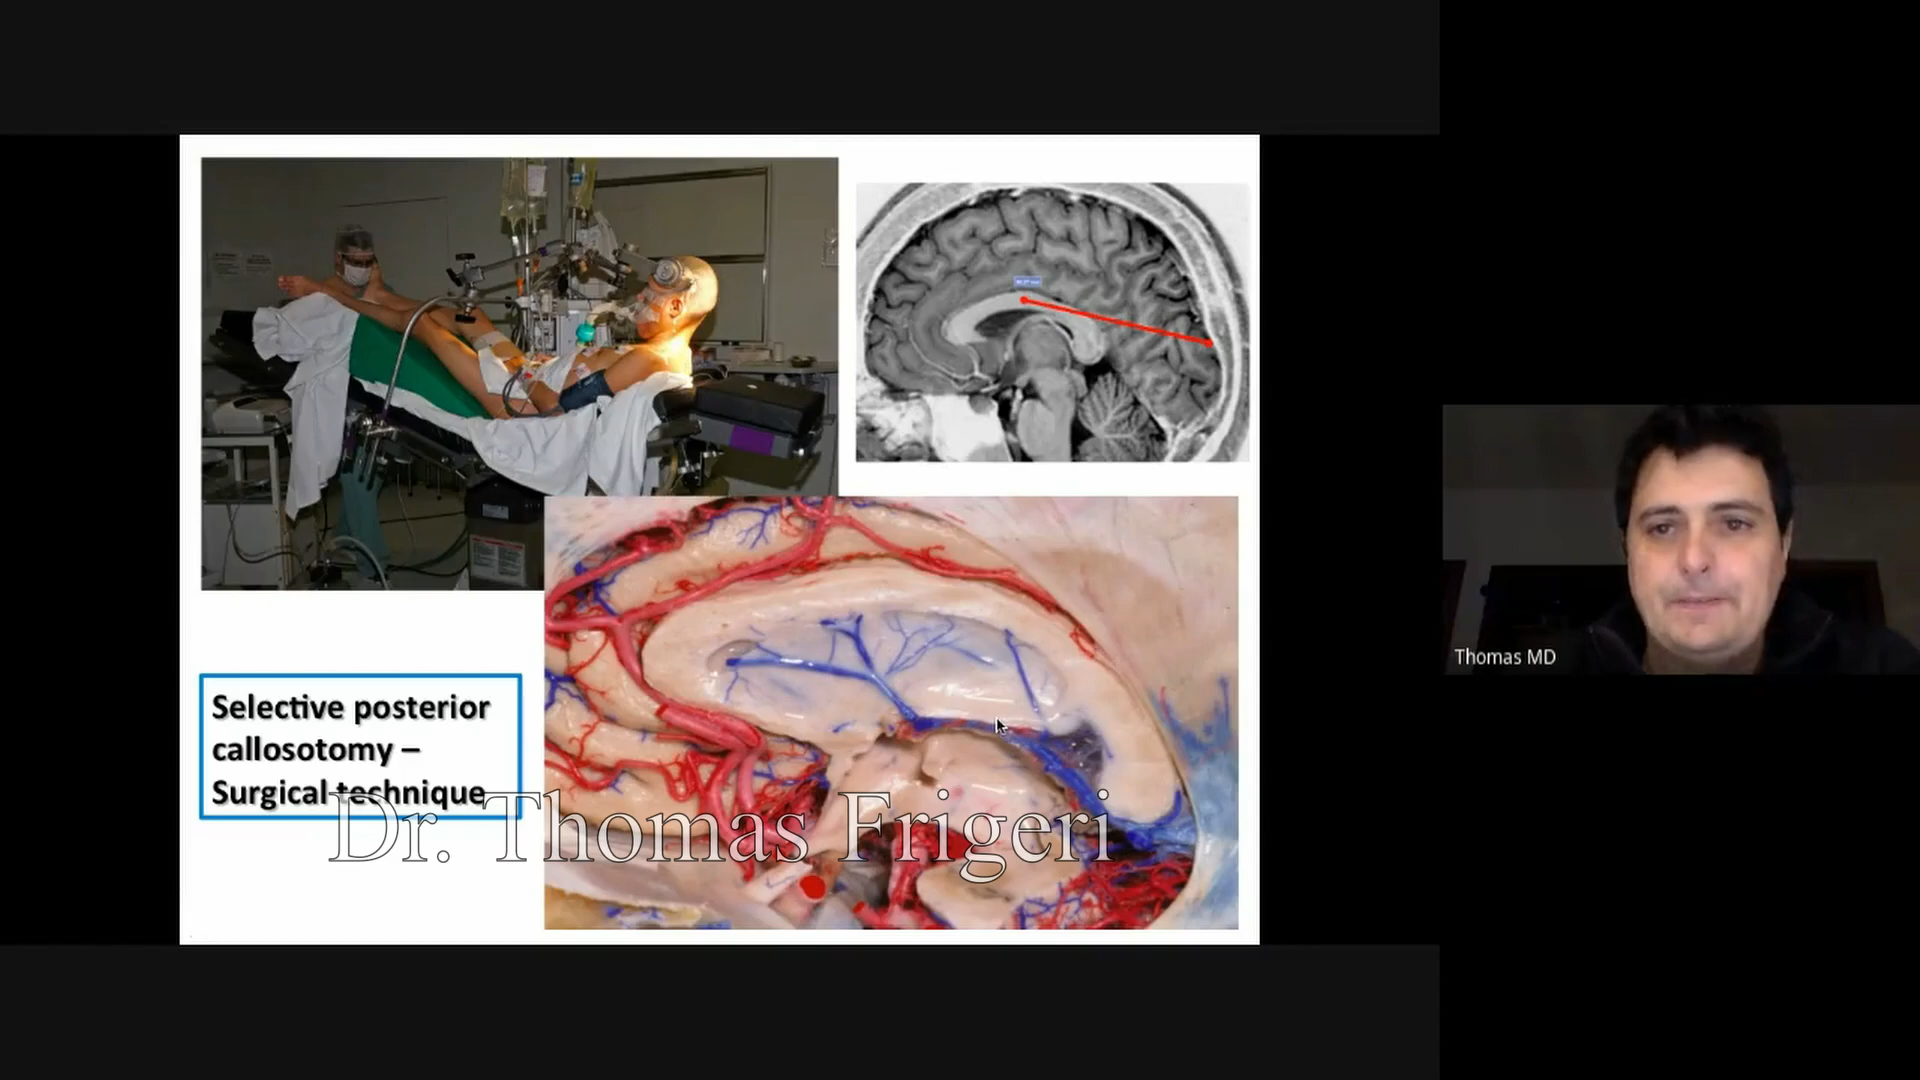 Selective posterior
callosotomy –
Surgical technique
Dr. Thomas Frigeri
Thomas MD